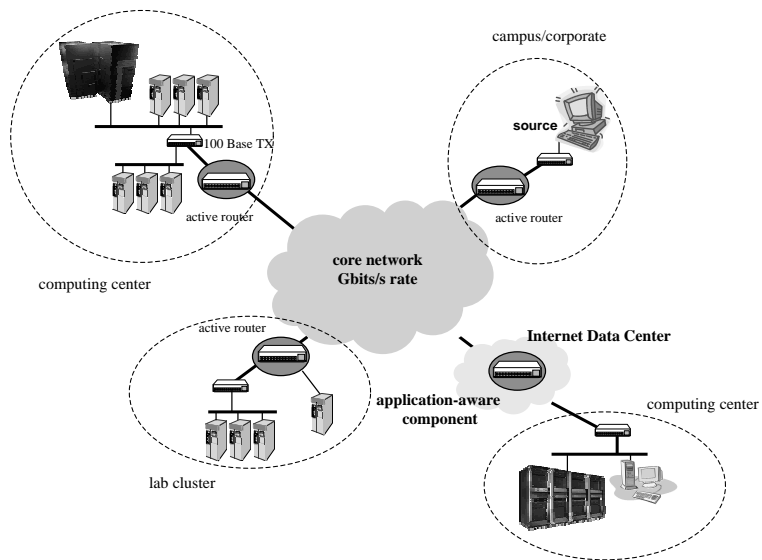 campus/corporate
source
100 Base TX
active router
active router
core network
Gbits/s rate
computing center
active router
Internet Data Center
application-aware
component
computing center
lab cluster